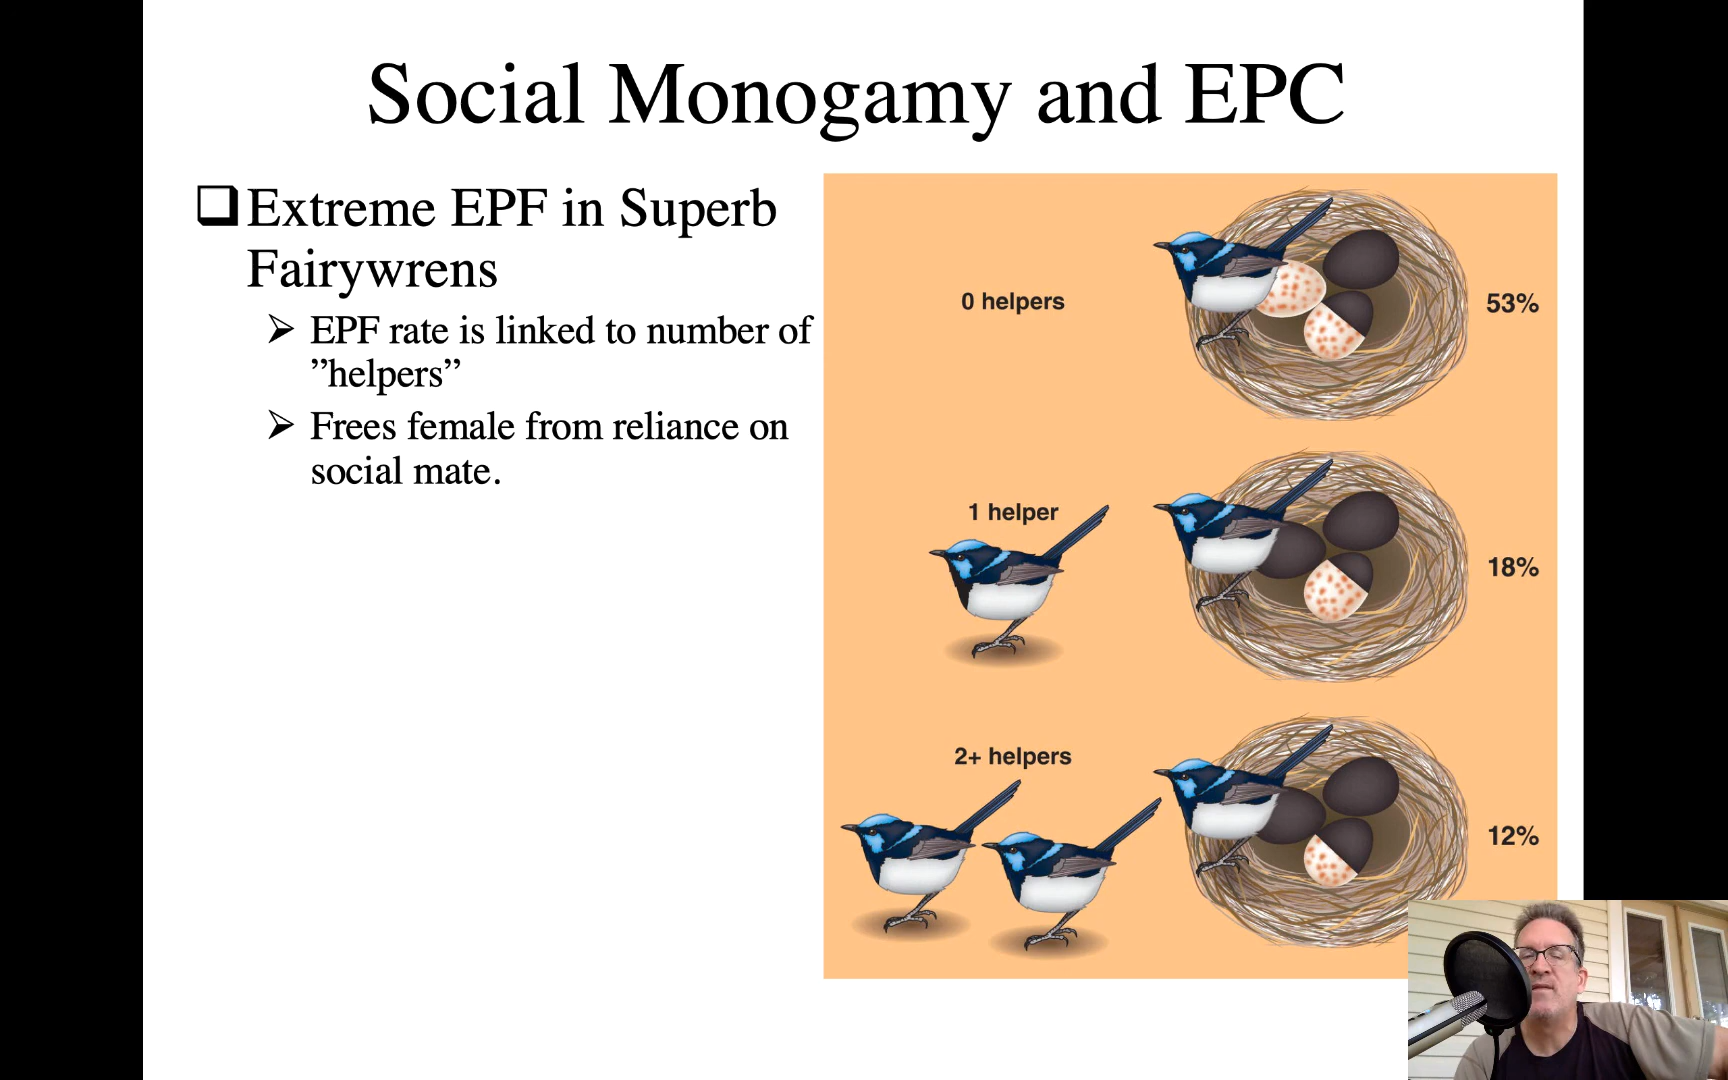 Social Monogamy and EPC
Extreme EPF in Superb
Fairywrens
EPF rate is linked to number of
”helpers”
Frees female from reliance on
social mate.
0 helpers
53%
1 helper
18%
2+ helpers
12%